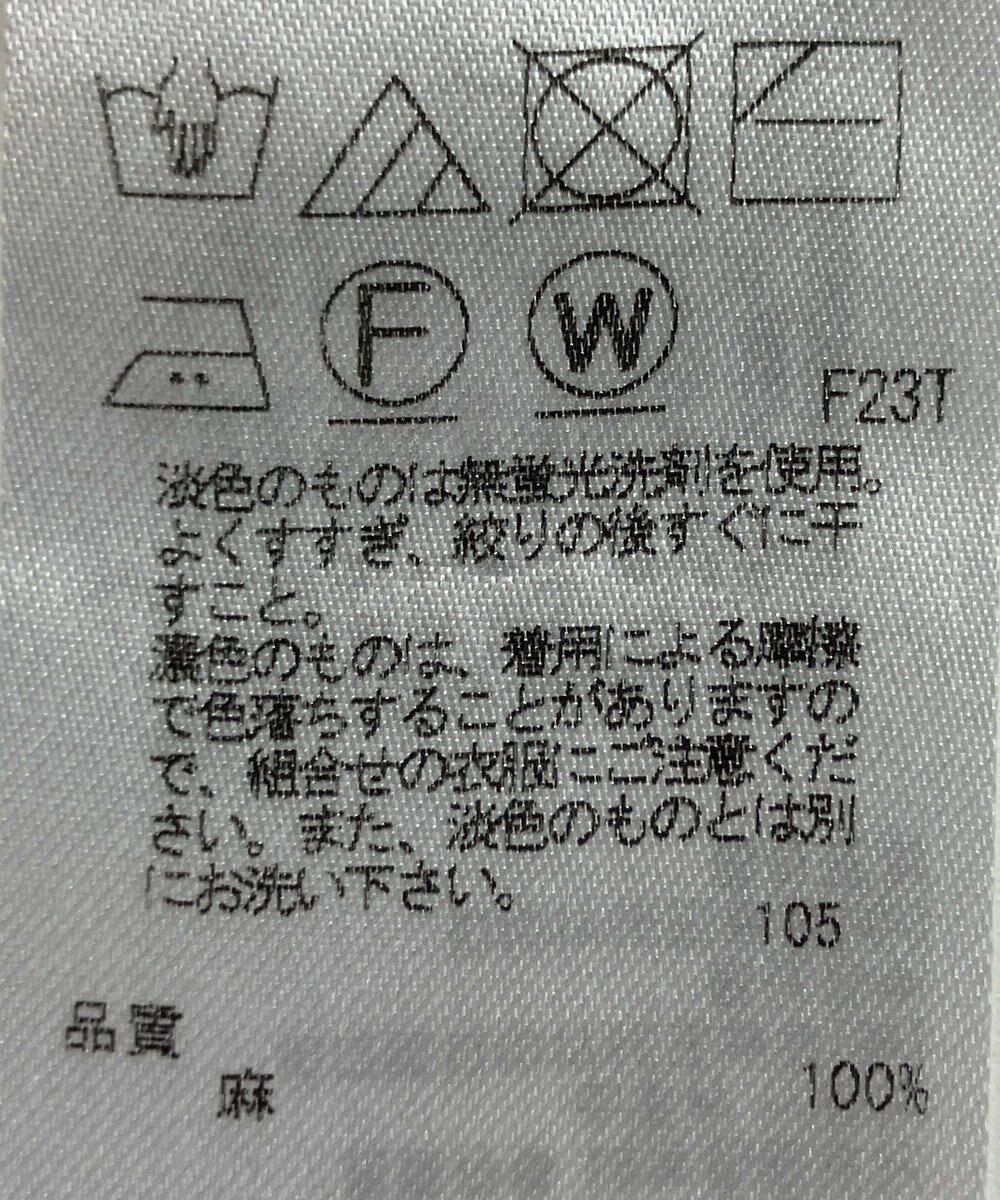 F
W
F23T
淡色のものは無蛍光洗剤を使用。
よくすすぎ、絞りの後すぐに干
すこと。
濃色のものは、着用による摩擦
で色落ちすることがありますの
で、組合せの衣服にご注意くだ
さい。また、淡色のものとは別
にお洗い下さい。
105
品質
麻 100%